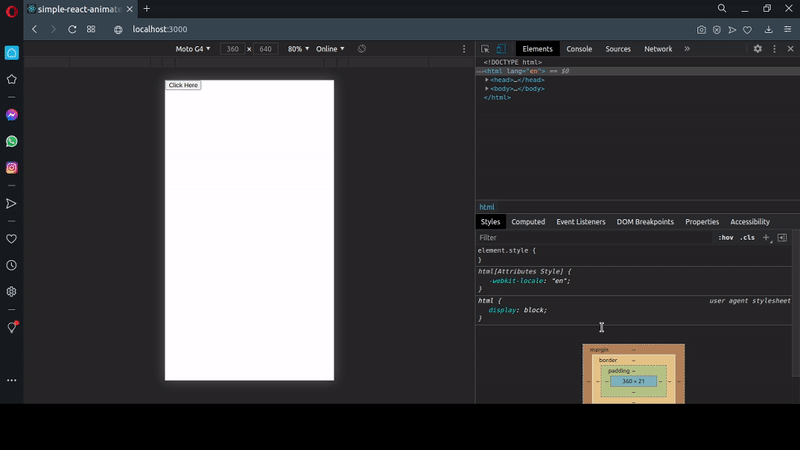 simple-react-animate
localhost:3000
Moto G4 360 × 640 80% Online
Click Here
Elements Console Sources Network »
<!DOCTYPE html>
<html lang="en"> == $0
<head>…</head>
<body>…</body>
</html>
html
Styles Computed Event Listeners DOM Breakpoints Properties Accessibility
Filter :hov .cls +
element.style {
}
html[Attributes Style] {
-webkit-locale: "en";
}
html { user agent stylesheet
display: block;
}
margin –
border –
padding –
– – – 360 × 21 – – –
–
–